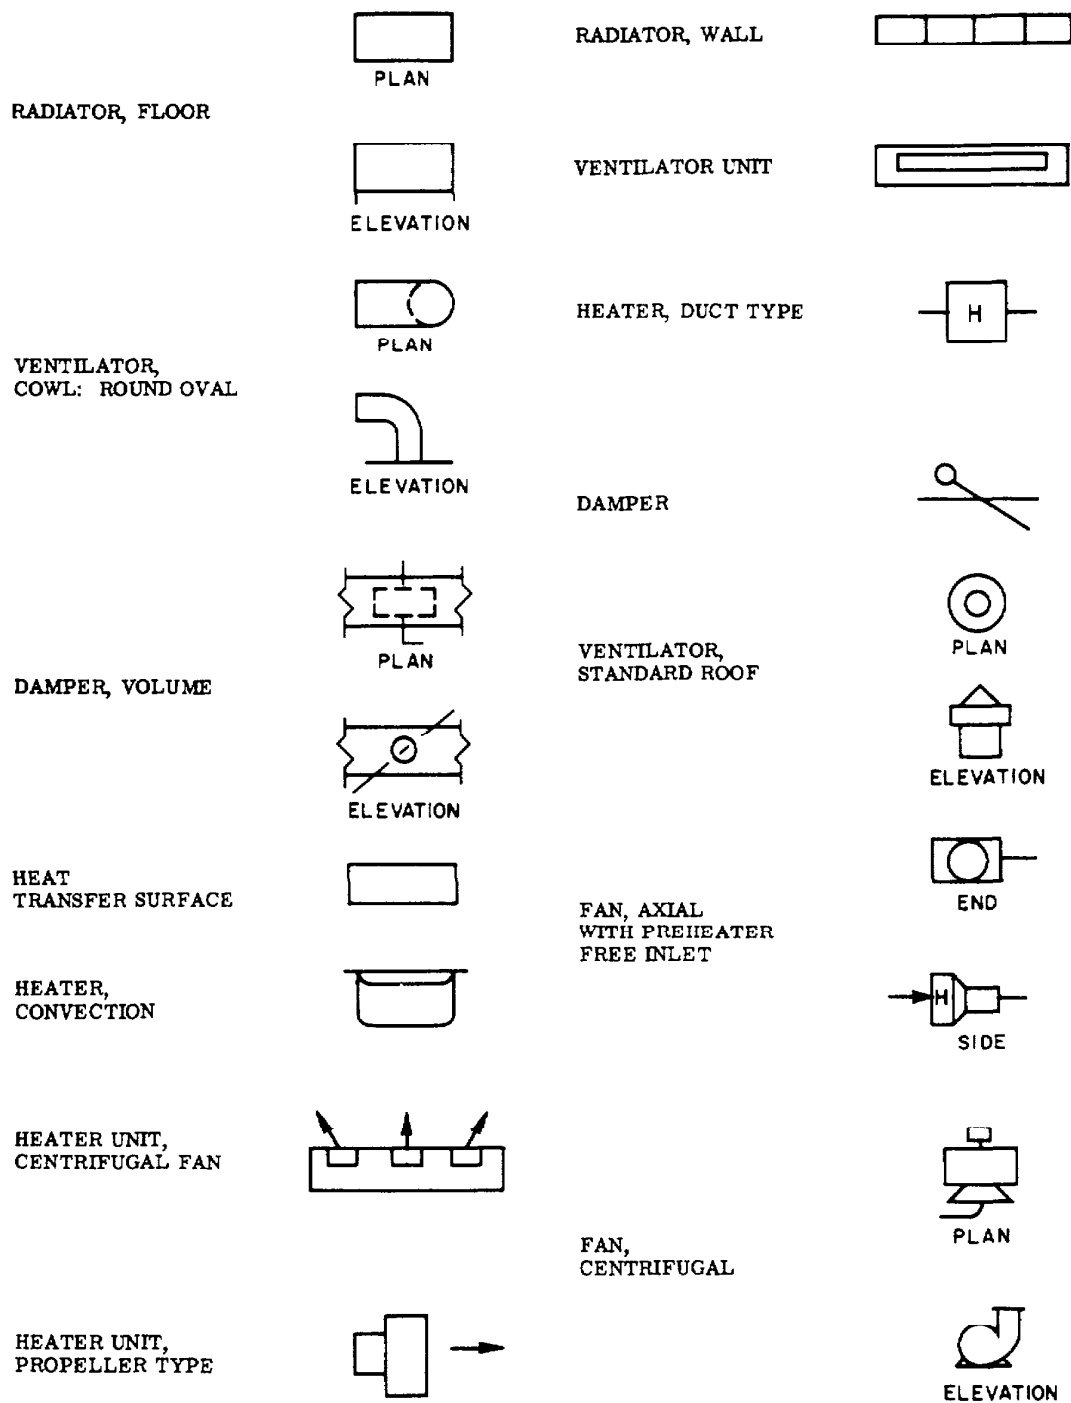 RADIATOR, FLOOR
PLAN
ELEVATION
VENTILATOR,
COWL: ROUND OVAL
PLAN
ELEVATION
DAMPER, VOLUME
PLAN
ELEVATION
HEAT
TRANSFER SURFACE
HEATER,
CONVECTION
HEATER UNIT,
CENTRIFUGAL FAN
HEATER UNIT,
PROPELLER TYPE
RADIATOR, WALL
VENTILATOR UNIT
HEATER, DUCT TYPE
H
DAMPER
VENTILATOR,
STANDARD ROOF
PLAN
ELEVATION
FAN, AXIAL
WITH PREHEATER
FREE INLET
END
H
SIDE
FAN,
CENTRIFUGAL
PLAN
ELEVATION